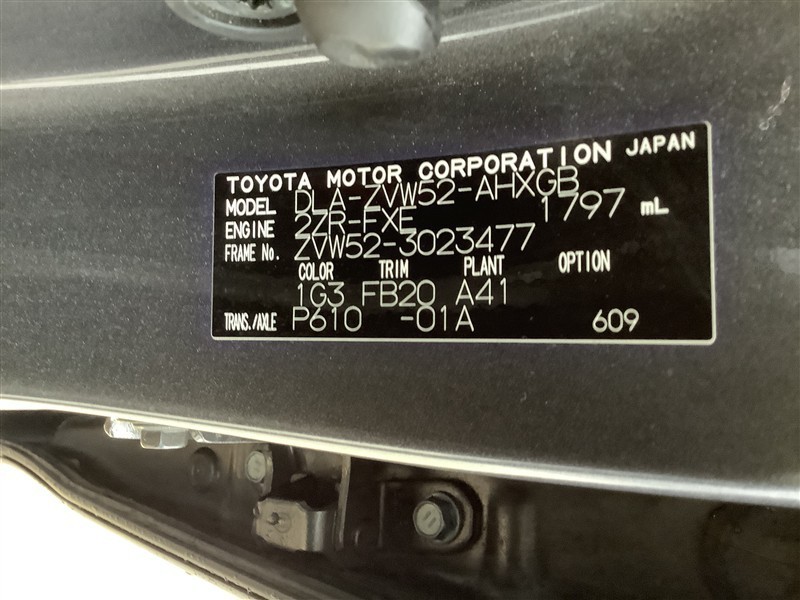 TOYOTA MOTOR CORPORATION JAPAN
MODEL DLA-ZVW52-AHXGB
ENGINE 2ZR-FXE 1797 mL
FRAME No. ZVW52-3023477
COLOR TRIM PLANT OPTION
1G3 FB20 A41
TRANS./AXLE P610 -01A 609